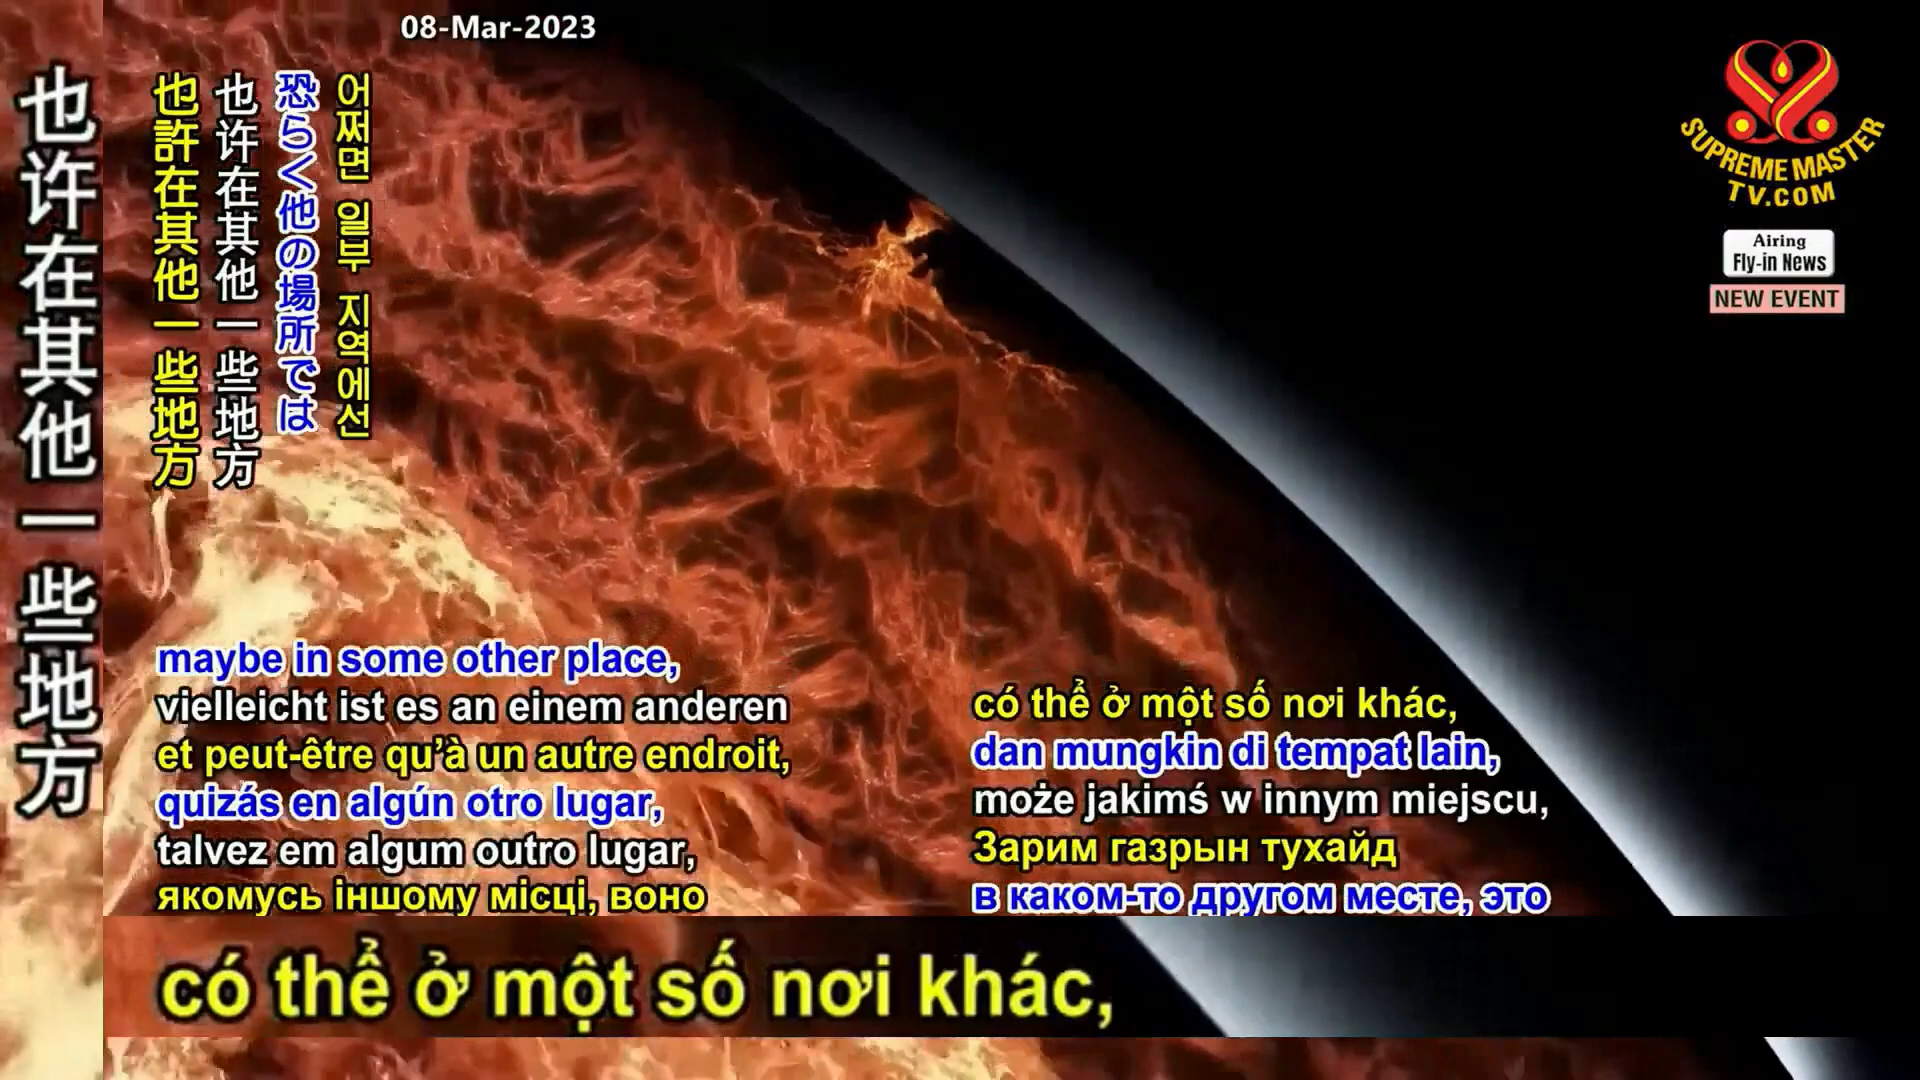 08-Mar-2023
也许在其他一些地方
也許在其他一些地方
也许在其他一些地方
恐らく他の場所では
어쩌면 일부 지역에선
SUPREME MASTER
TV.COM
Airing
Fly-in News
NEW EVENT
maybe in some other place,
vielleicht ist es an einem anderen
et peut-être qu’à un autre endroit,
quizás en algún otro lugar,
talvez em algum outro lugar,
якомусь іншому місці, воно
có thể ở một số nơi khác,
dan mungkin di tempat lain,
może jakimś w innym miejscu,
Зарим газрын тухайд
в каком-то другом месте, это
có thể ở một số nơi khác,